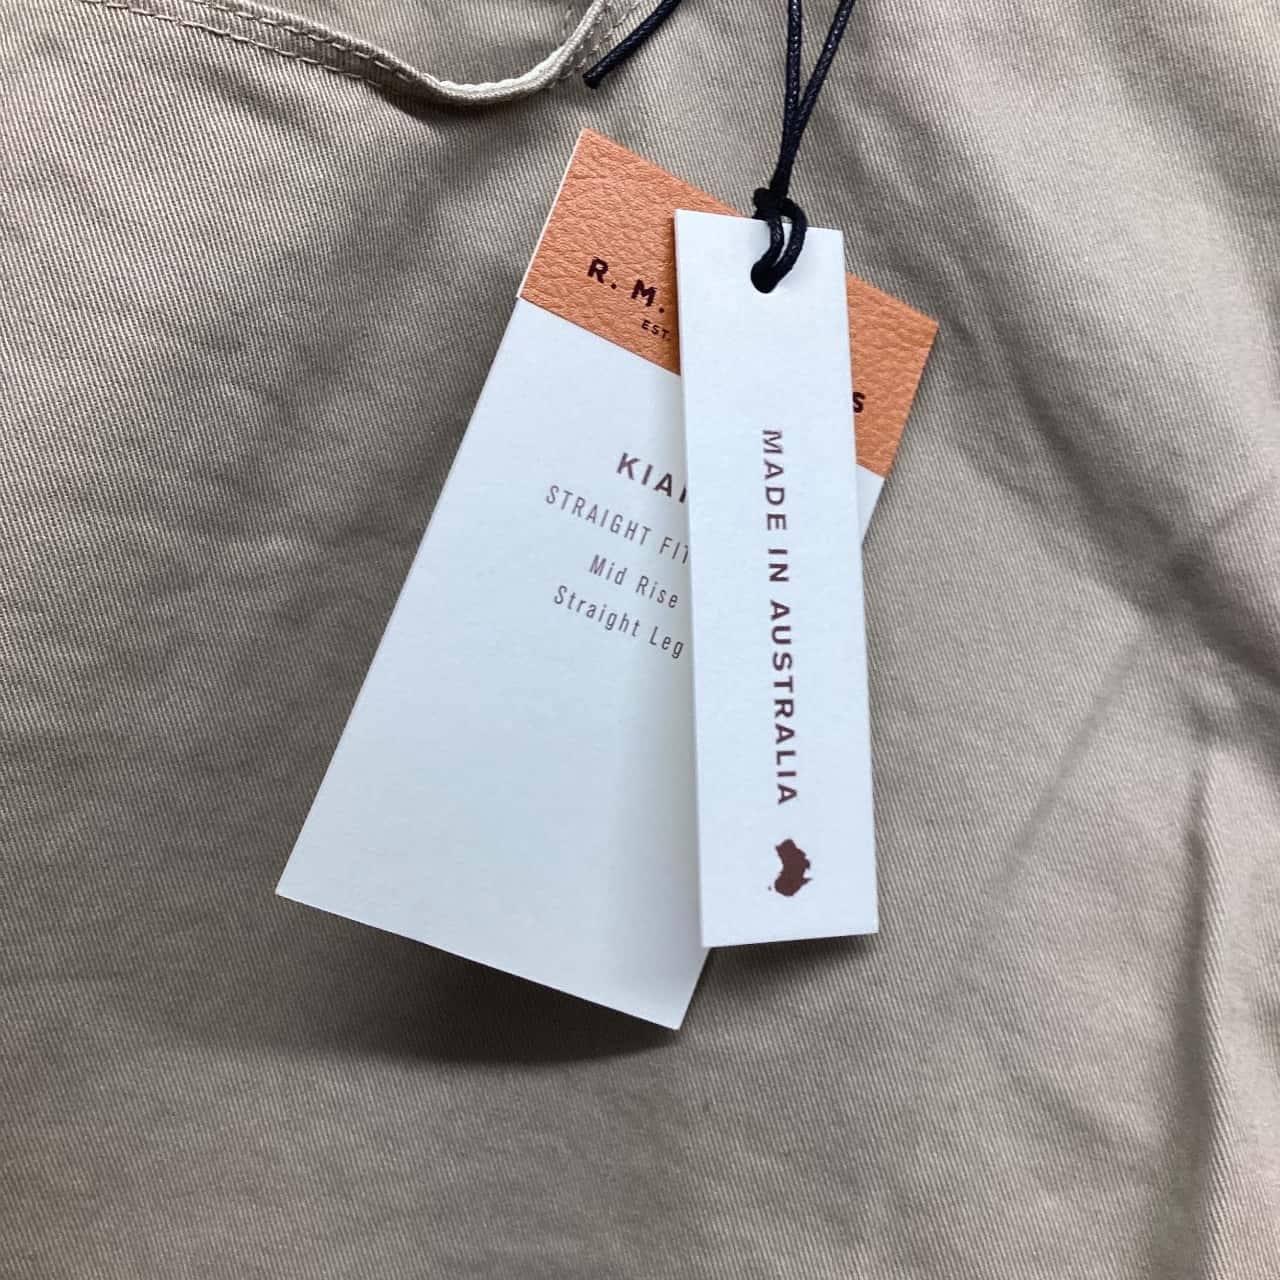 R. M.
EST.
S
STRAIGHT FIT
Mid Rise
Straight Leg
MADE IN AUSTRALIA